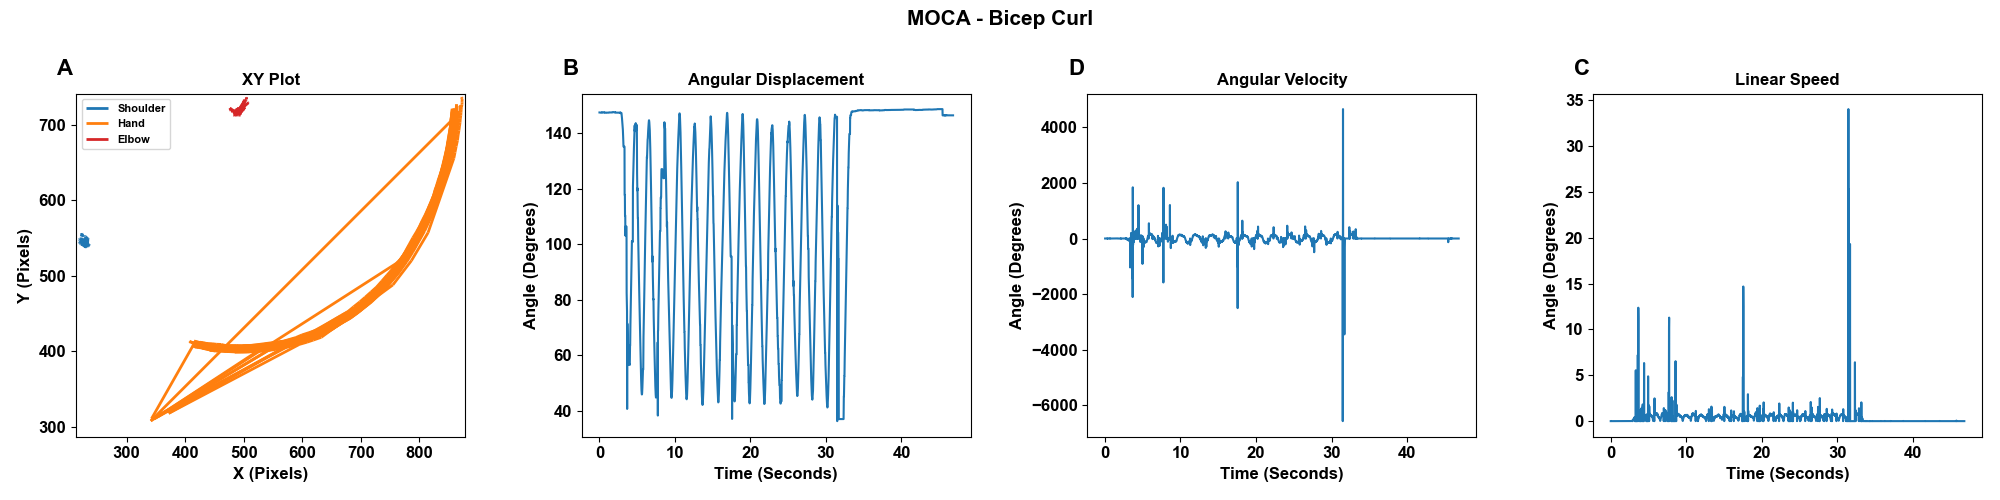 MOCA - Bicep Curl
A
XY Plot
Shoulder
Hand
Elbow
Y (Pixels)
700
600
500
400
300
300 400 500 600 700 800
X (Pixels)
B
Angular Displacement
Angle (Degrees)
140
120
100
80
60
40
0 10 20 30 40
Time (Seconds)
D
Angular Velocity
Angle (Degrees)
4000
2000
0
−2000
−4000
−6000
0 10 20 30 40
Time (Seconds)
C
Linear Speed
Angle (Degrees)
35
30
25
20
15
10
5
0
0 10 20 30 40
Time (Seconds)